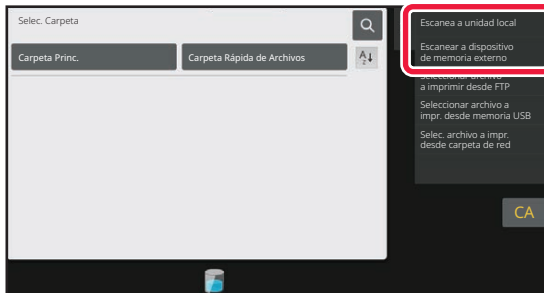 Selec. Carpeta
Carpeta Princ.
Carpeta Rápida de Archivos
Escanea a unidad local
Escanear a dispositivo
de memoria externo
Seleccionar archivo
a imprimir desde FTP
Seleccionar archivo a
impr. desde memoria USB
Selec. archivo a impr.
desde carpeta de red
CA